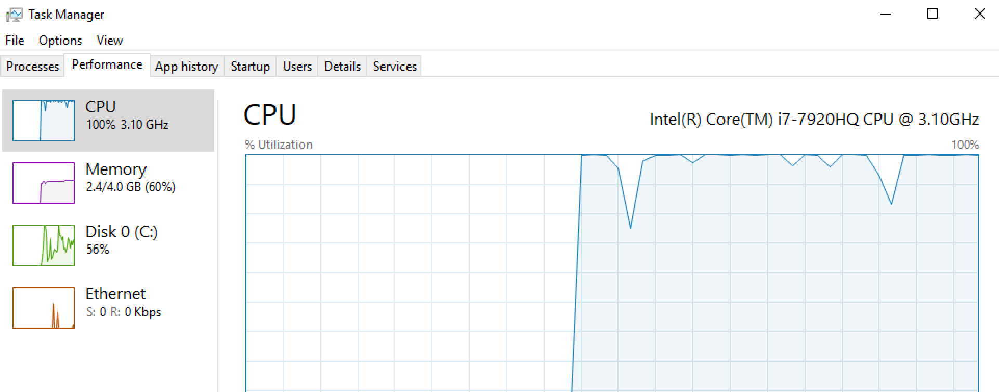 Task Manager
File Options View
Processes Performance App history Startup Users Details Services
CPU
100% 3.10 GHz
Memory
2.4/4.0 GB (60%)
Disk 0 (C:)
56%
Ethernet
S: 0 R: 0 Kbps
CPU
Intel(R) Core(TM) i7-7920HQ CPU @ 3.10GHz
% Utilization
100%